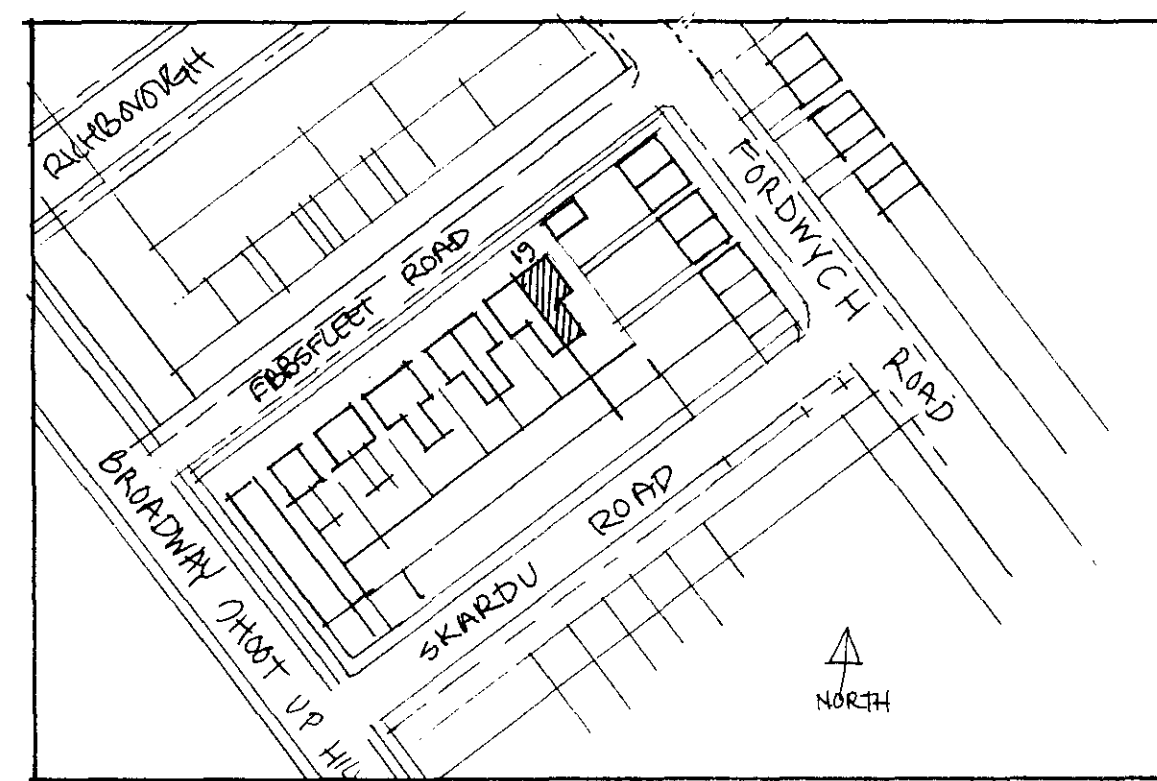 RICHBOROUGH
FORDWYCH ROAD
EBBSFLEET ROAD
19
BROADWAY SHOOT UP HILL
SKARDU ROAD
NORTH